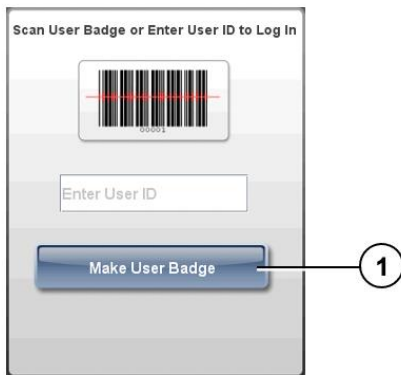 Scan User Badge or Enter User ID to Log In
00001
Enter User ID
Make User Badge
1